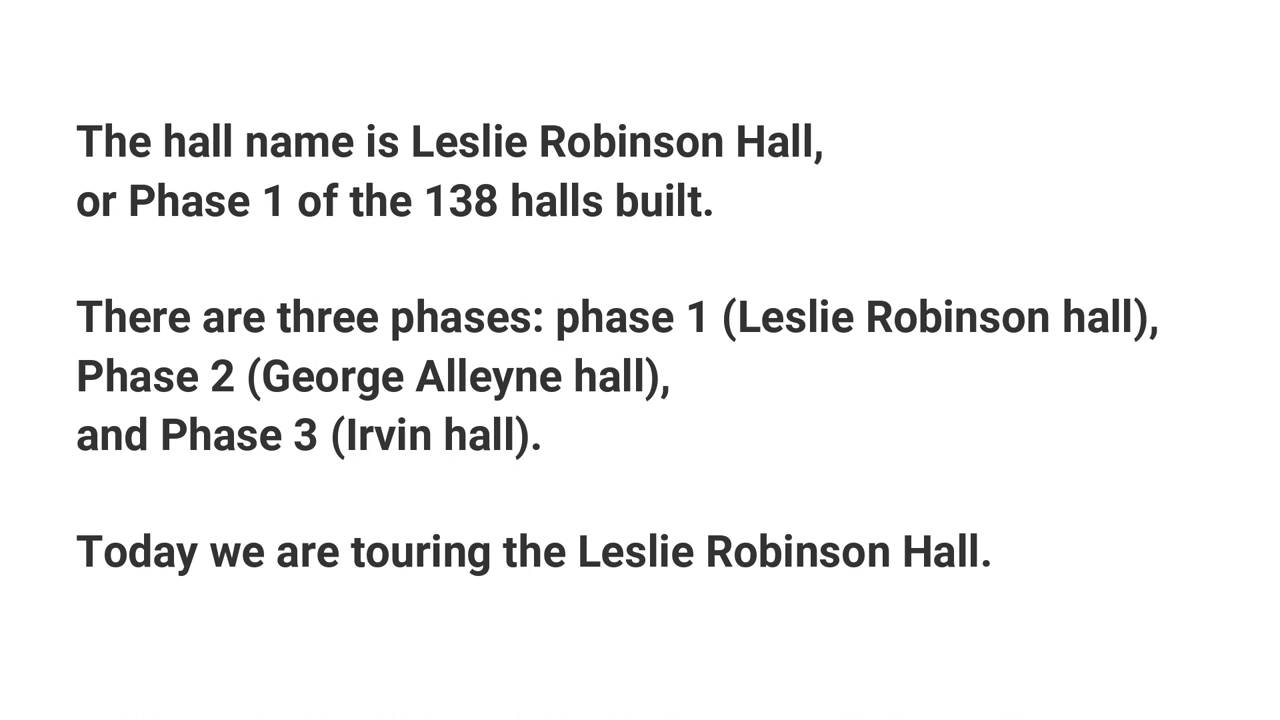 The hall name is Leslie Robinson Hall,
or Phase 1 of the 138 halls built.
There are three phases: phase 1 (Leslie Robinson hall),
Phase 2 (George Alleyne hall),
and Phase 3 (Irvin hall).
Today we are touring the Leslie Robinson Hall.